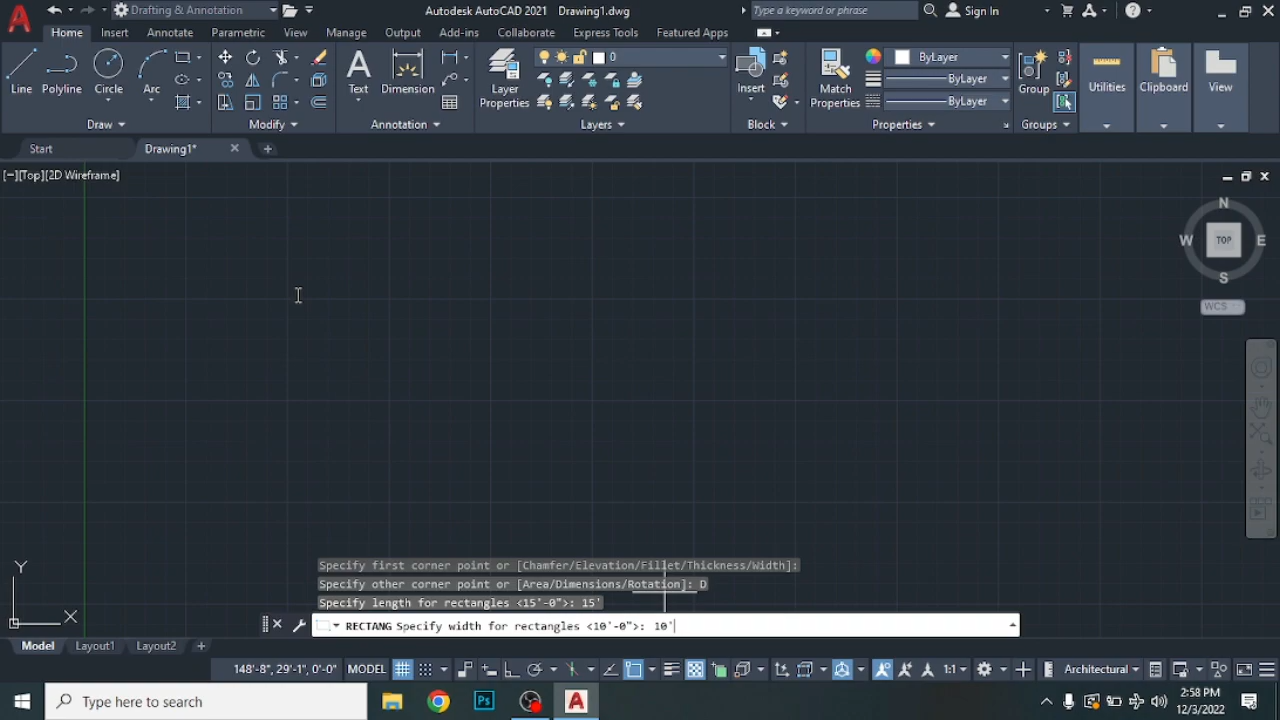 Drafting & Annotation
Autodesk AutoCAD 2021 Drawing1.dwg
Type a keyword or phrase
Sign In
Home Insert Annotate Parametric View Manage Output Add-ins Collaborate Express Tools Featured Apps
0
ByLayer
ByLayer
ByLayer
Line Polyline Circle Arc
Text Dimension
Layer
Properties
Insert
Match
Properties
Group
Utilities
Clipboard
View
Draw Modify Annotation Layers Block Properties Groups
Start Drawing1*
[−][Top][2D Wireframe]
N
W TOP E
S
WCS
Specify first corner point or [Chamfer/Elevation/Fillet/Thickness/Width]:
Specify other corner point or [Area/Dimensions/Rotation]: D
Specify length for rectangles <15'-0">: 15'
RECTANG Specify width for rectangles <10'-0">: 10'
Y
X
Model Layout1 Layout2
148'-8", 29'-1", 0'-0" MODEL 1:1 Architectural
Type here to search
Ps
2:58 PM
12/3/2022